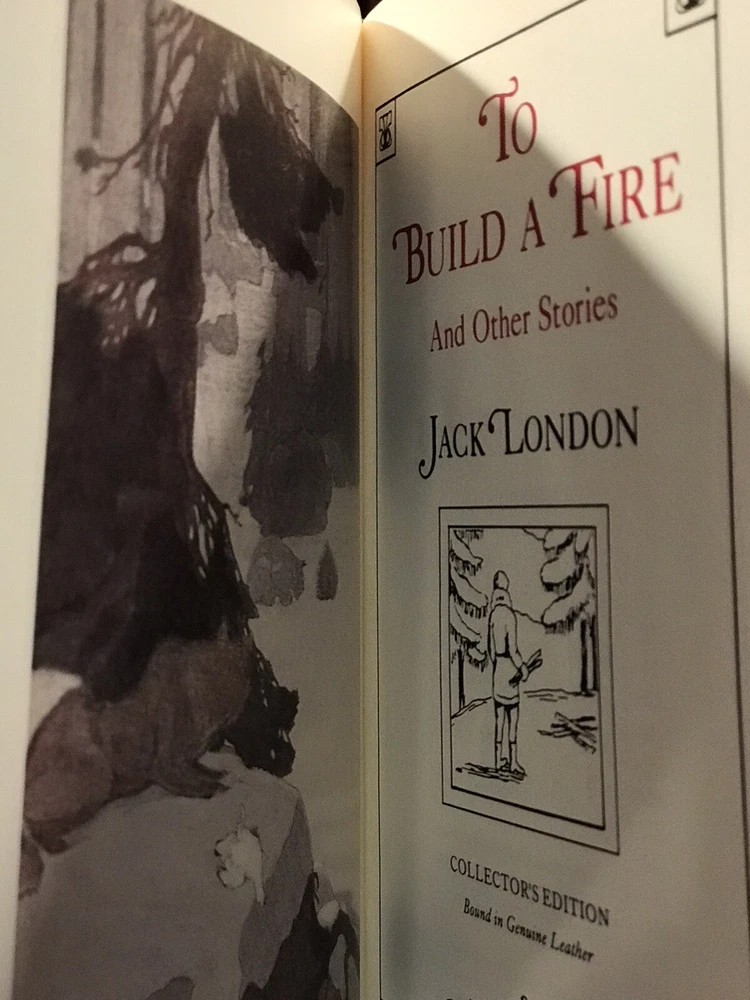 To
Build a Fire
And Other Stories
Jack London
COLLECTOR'S EDITION
Bound in Genuine Leather